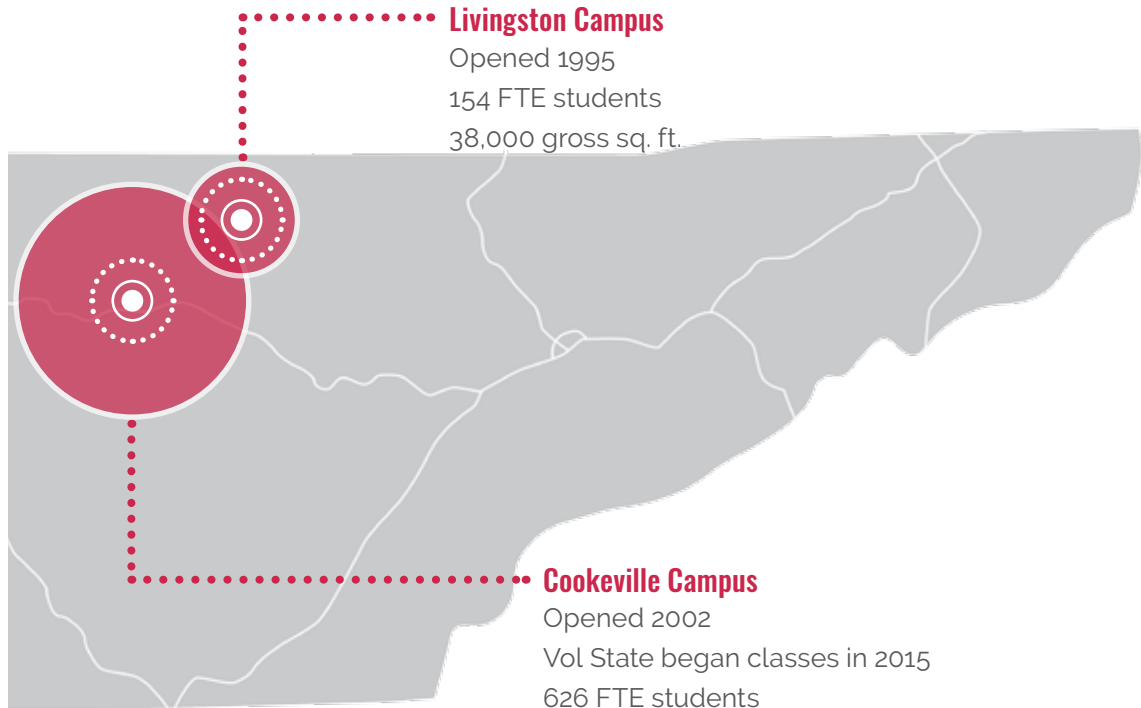 Livingston Campus
Opened 1995
154 FTE students
38,000 gross sq. ft.
Cookeville Campus
Opened 2002
Vol State began classes in 2015
626 FTE students